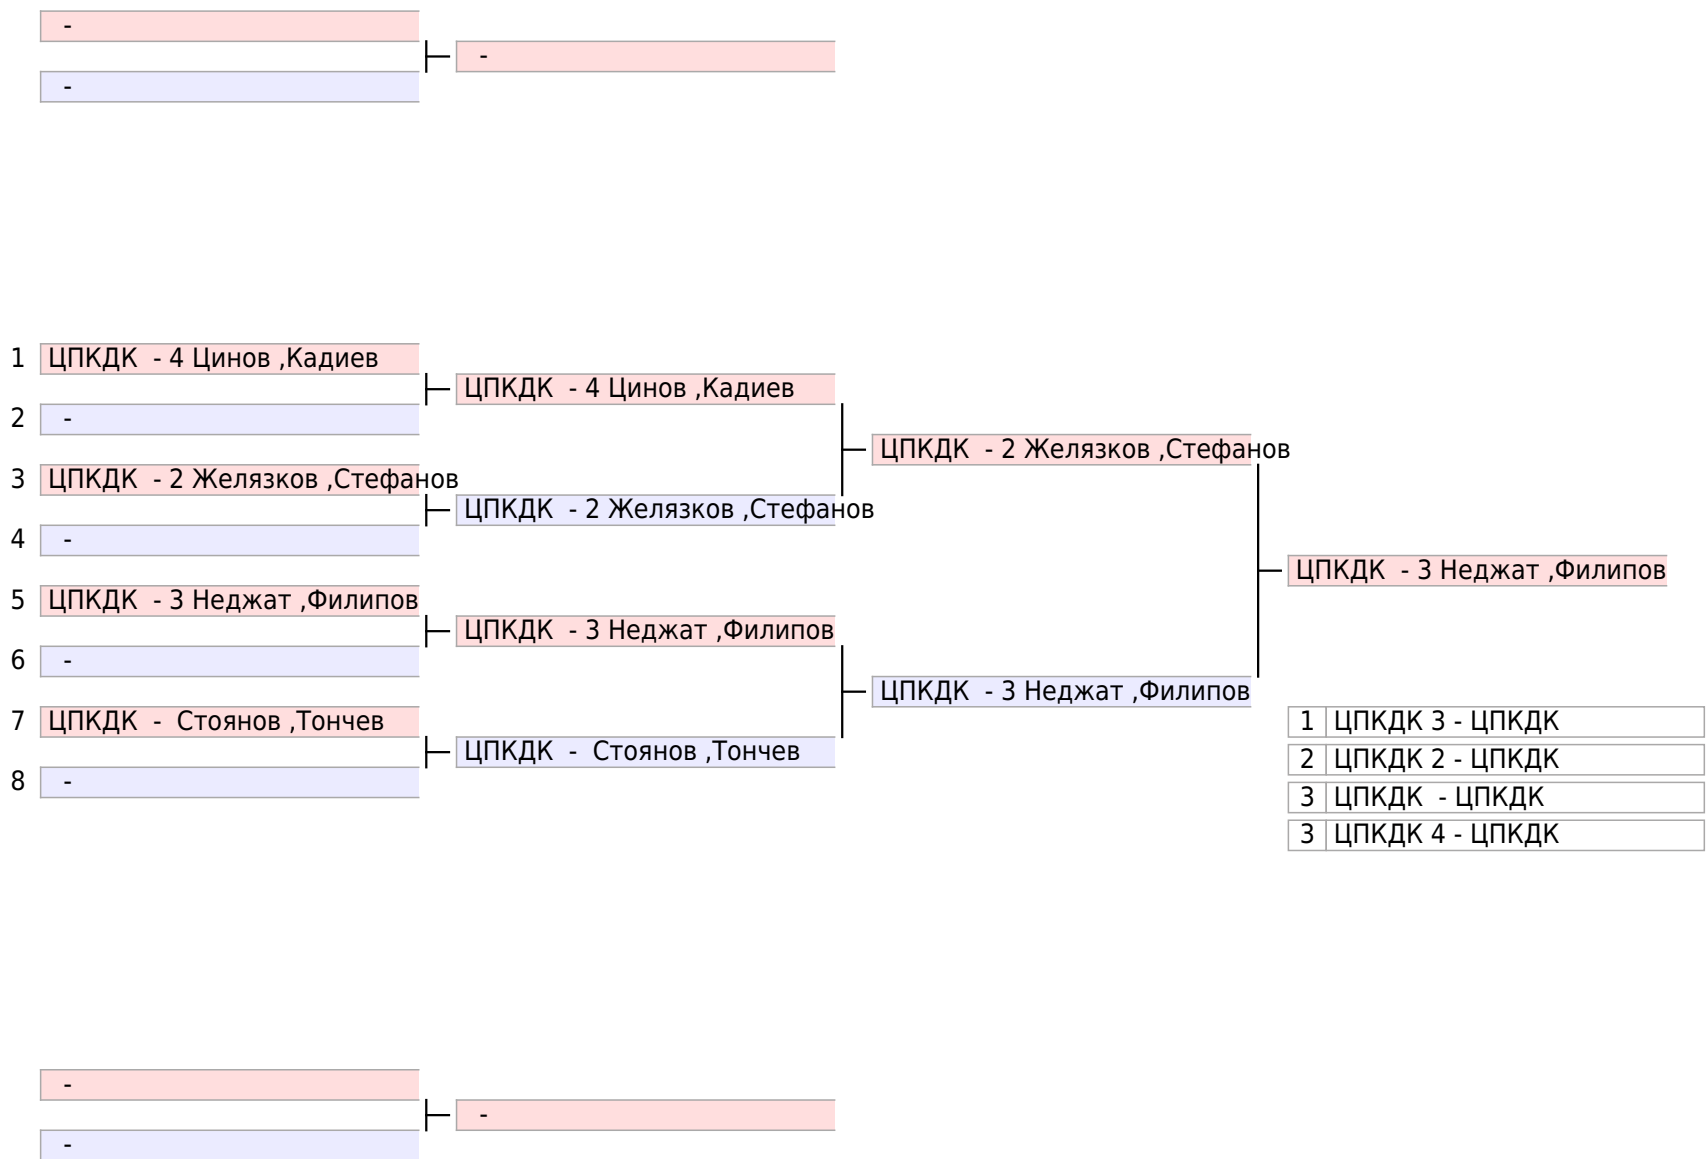 -
-
-
1 ЦПКДК - 4 Цинов ,Кадиев
ЦПКДК - 4 Цинов ,Кадиев
2 -
ЦПКДК - 2 Желязков ,Стефанов
3 ЦПКДК - 2 Желязков ,Стефанов
ЦПКДК - 2 Желязков ,Стефанов
4 -
ЦПКДК - 3 Неджат ,Филипов
5 ЦПКДК - 3 Неджат ,Филипов
ЦПКДК - 3 Неджат ,Филипов
6 -
ЦПКДК - 3 Неджат ,Филипов
7 ЦПКДК - Стоянов ,Тончев
ЦПКДК - Стоянов ,Тончев
8 -
1 ЦПКДК 3 - ЦПКДК
2 ЦПКДК 2 - ЦПКДК
3 ЦПКДК - ЦПКДК
3 ЦПКДК 4 - ЦПКДК
-
-
-